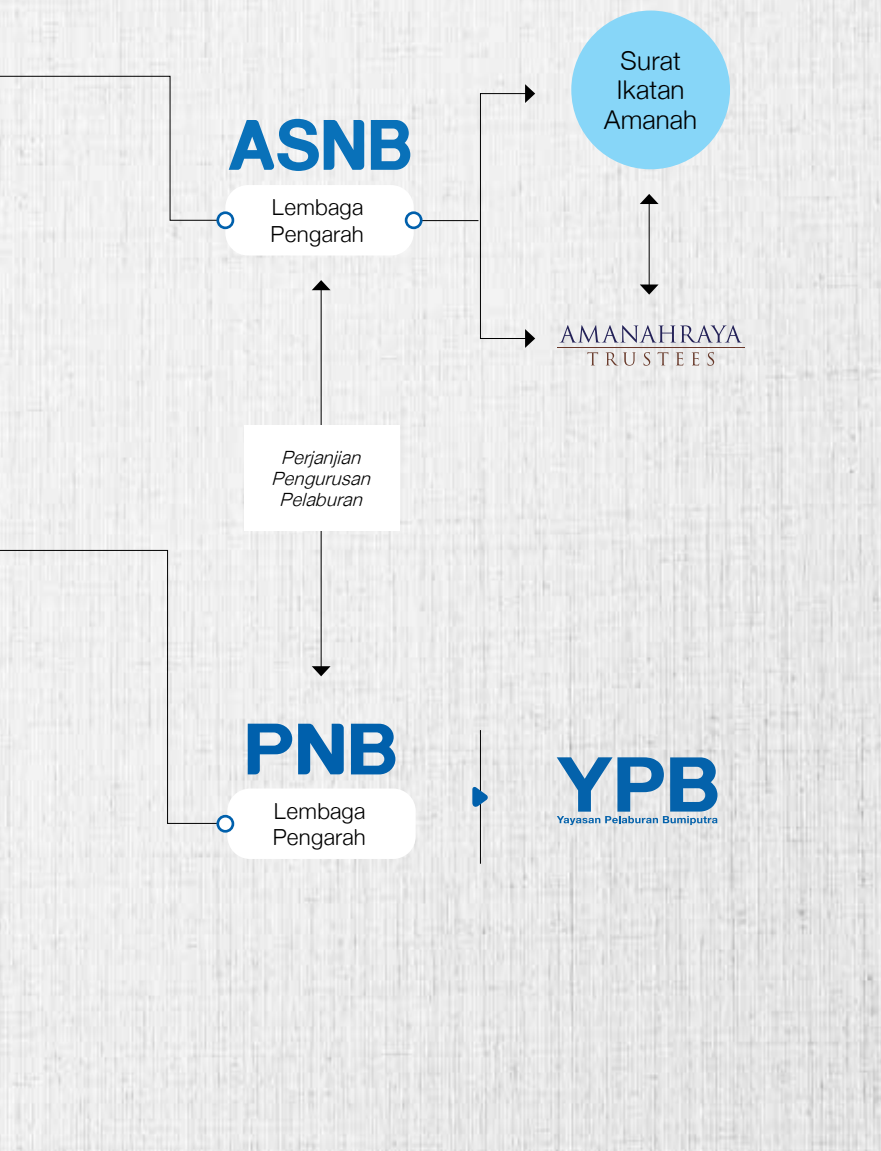 Surat
Ikatan
Amanah
ASNB
Lembaga
Pengarah
AMANAHRAYA
TRUSTEES
Perjanjian
Pengurusan
Pelaburan
PNB
Lembaga
Pengarah
YPB
Yayasan Pelaburan Bumiputra